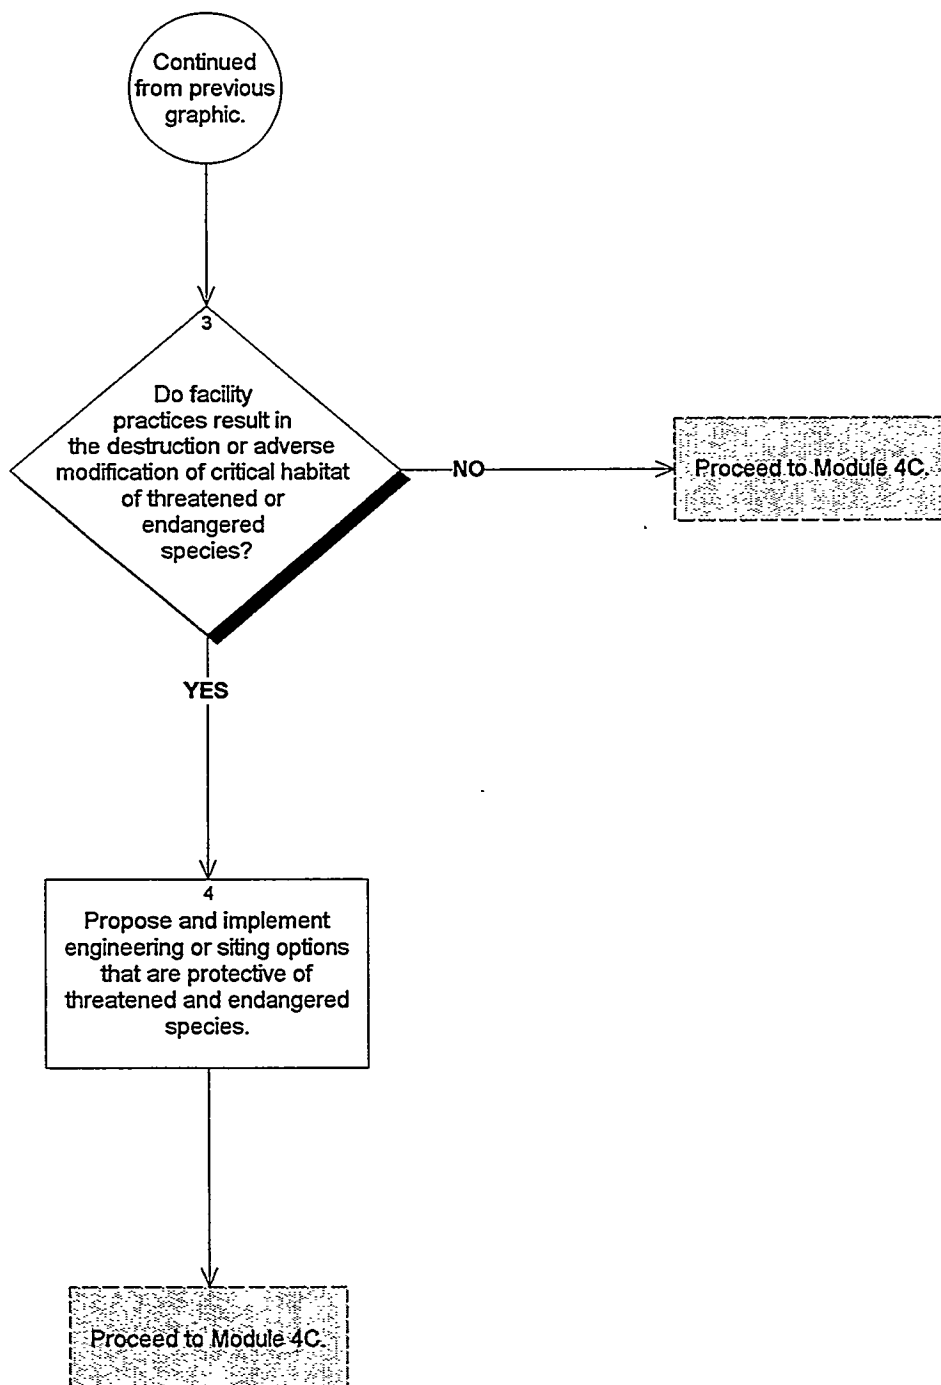 Continued
from previous
graphic.
3
Do facility
practices result in
the destruction or adverse
modification of critical habitat
of threatened or
endangered
species?
NO
Proceed to Module 4C.
YES
4
Propose and implement
engineering or siting options
that are protective of
threatened and endangered
species.
Proceed to Module 4C.